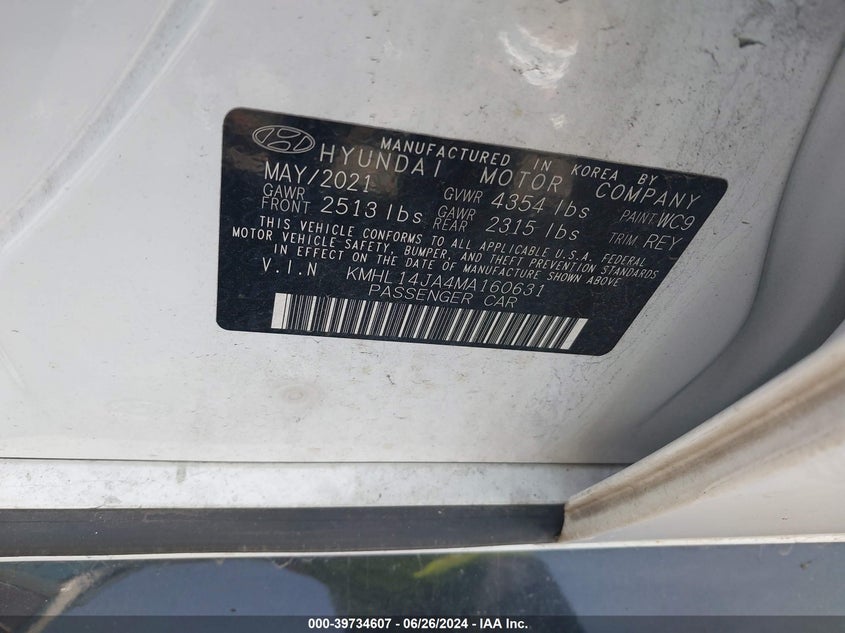 MANUFACTURED IN KOREA BY
HYUNDAI MOTOR COMPANY
MAY/2021 GVWR 4354 lbs PAINT.WC9
GAWR FRONT 2513 lbs GAWR REAR 2315 lbs TRIM. REY
THIS VEHICLE CONFORMS TO ALL APPLICABLE U.S. FEDERAL
MOTOR VEHICLE SAFETY, BUMPER, AND THEFT PREVENTION STANDARDS
IN EFFECT ON THE DATE OF MANUFACTURE SHOWN ABOVE
V.I.N KMHL14JA4MA160631
PASSENGER CAR
000-39734607 - 06/26/2024 - IAA Inc.